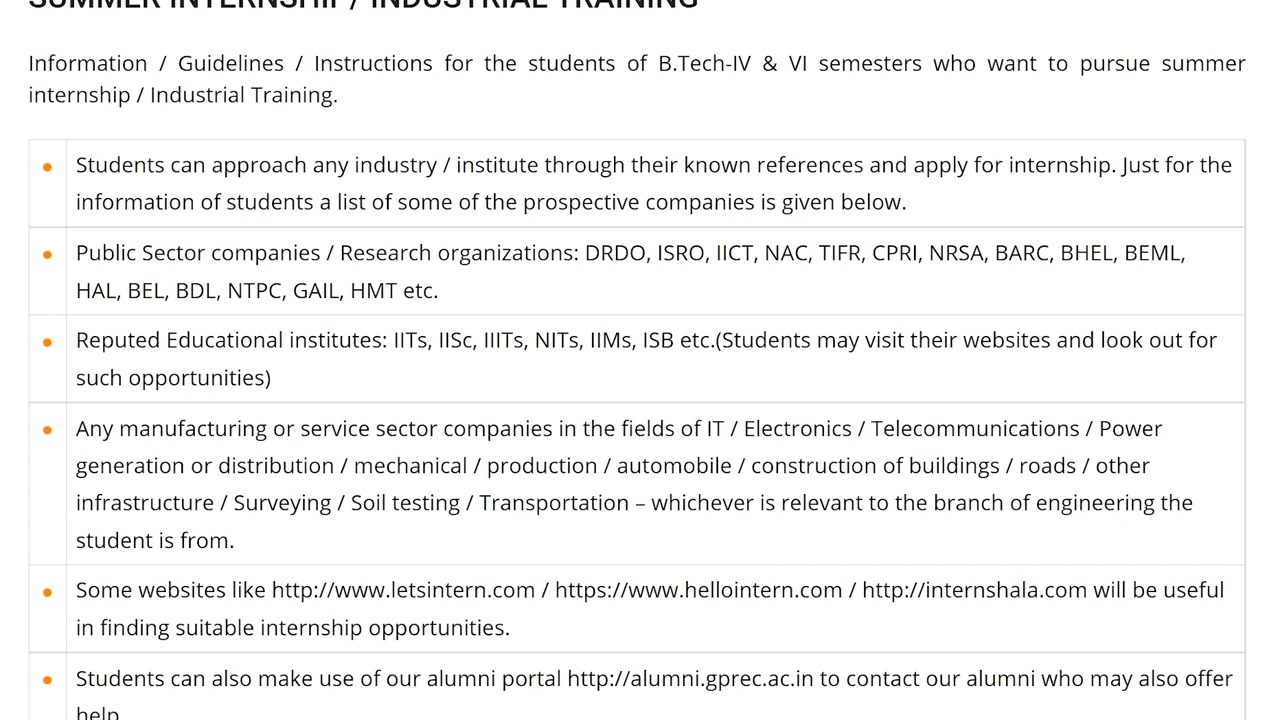 SUMMER INTERNSHIP / INDUSTRIAL TRAINING
Information / Guidelines / Instructions for the students of B.Tech-IV & VI semesters who want to pursue summer
internship / Industrial Training.
Students can approach any industry / institute through their known references and apply for internship. Just for the
information of students a list of some of the prospective companies is given below.
Public Sector companies / Research organizations: DRDO, ISRO, IICT, NAC, TIFR, CPRI, NRSA, BARC, BHEL, BEML,
HAL, BEL, BDL, NTPC, GAIL, HMT etc.
Reputed Educational institutes: IITs, IISc, IIITs, NITs, IIMs, ISB etc.(Students may visit their websites and look out for
such opportunities)
Any manufacturing or service sector companies in the fields of IT / Electronics / Telecommunications / Power
generation or distribution / mechanical / production / automobile / construction of buildings / roads / other
infrastructure / Surveying / Soil testing / Transportation – whichever is relevant to the branch of engineering the
student is from.
Some websites like http://www.letsintern.com / https://www.hellointern.com / http://internshala.com will be useful
in finding suitable internship opportunities.
Students can also make use of our alumni portal http://alumni.gprec.ac.in to contact our alumni who may also offer
help.